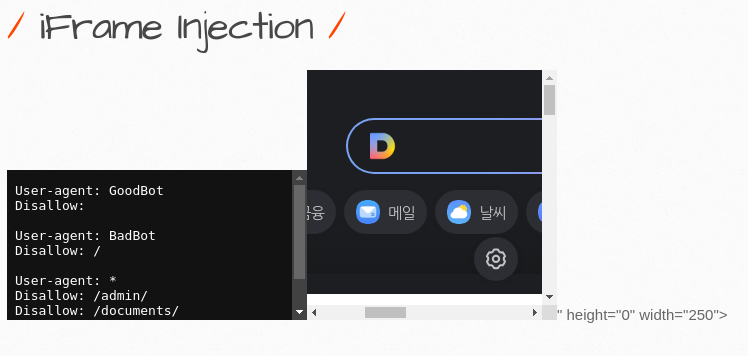 / iFrame Injection /
User-agent: GoodBot
Disallow:
User-agent: BadBot
Disallow: /
User-agent: *
Disallow: /admin/
Disallow: /documents/
D
금융 메일 날씨
" height="0" width="250">